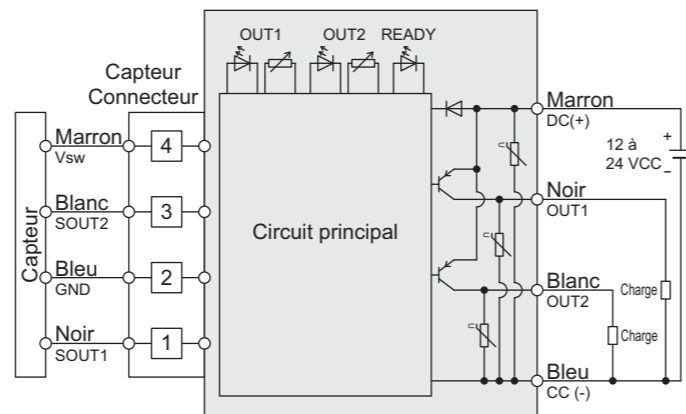 OUT1 OUT2 READY
Capteur
Connecteur
Capteur
Marron
Vsw
4
Blanc
SOUT2
3
Bleu
GND
2
Noir
SOUT1
1
Circuit principal
Marron
DC(+)
12 à
24 VCC
+
−
Noir
OUT1
Blanc
OUT2
Charge
Charge
Bleu
CC (-)